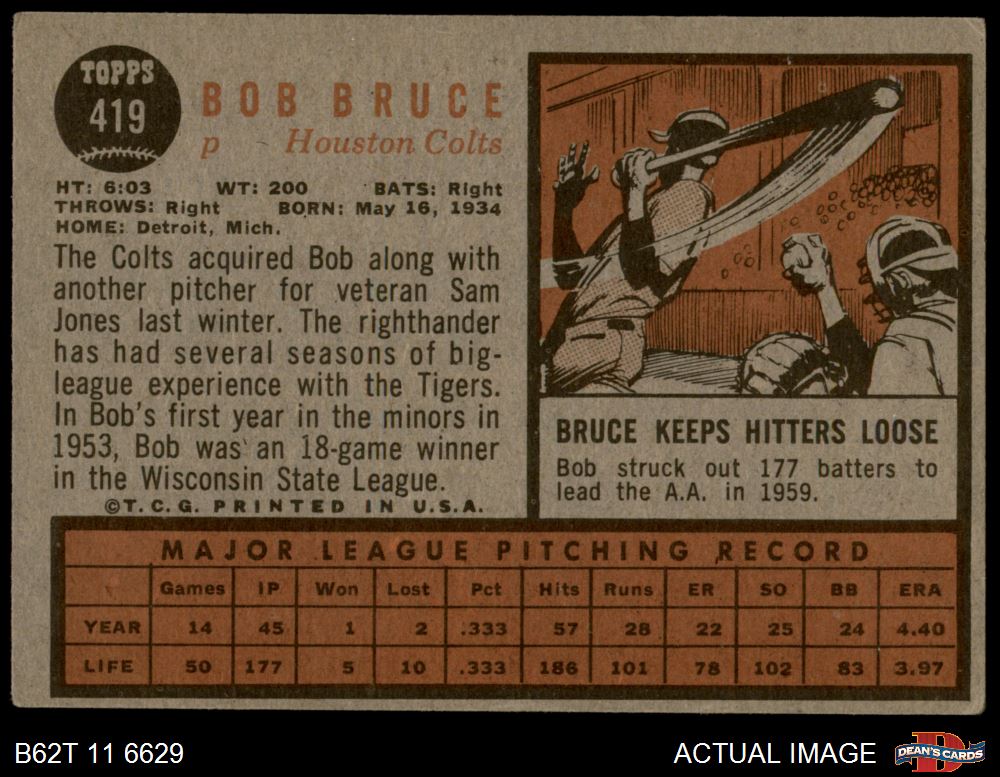 TOPPS
419
BOB BRUCE
p Houston Colts
HT: 6:03 WT: 200 BATS: Right
THROWS: Right BORN: May 16, 1934
HOME: Detroit, Mich.
The Colts acquired Bob along with
another pitcher for veteran Sam
Jones last winter. The righthander
has had several seasons of big-
league experience with the Tigers.
In Bob's first year in the minors in
1953, Bob was an 18-game winner
in the Wisconsin State League.
©T.C.G. PRINTED IN U.S.A.
BRUCE KEEPS HITTERS LOOSE
Bob struck out 177 batters to
lead the A.A. in 1959.
MAJOR LEAGUE PITCHING RECORD
Games IP Won Lost Pct Hits Runs ER SO BB ERA
YEAR 14 45 1 2 .333 57 28 22 25 24 4.40
LIFE 50 177 5 10 .333 186 101 78 102 83 3.97
B62T 11 6629
ACTUAL IMAGE
D
DEAN'S CARDS